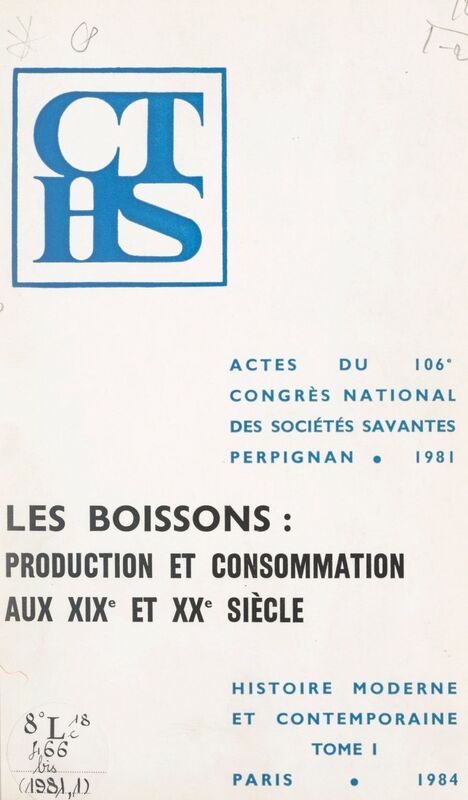 CTHS
ACTES DU 106e
CONGRÈS NATIONAL
DES SOCIÉTÉS SAVANTES
PERPIGNAN • 1981
LES BOISSONS :
PRODUCTION ET CONSOMMATION
AUX XIXe ET XXe SIÈCLE
HISTOIRE MODERNE
ET CONTEMPORAINE
TOME I
PARIS • 1984
8° L 18 c
466
bis
(1981,1)